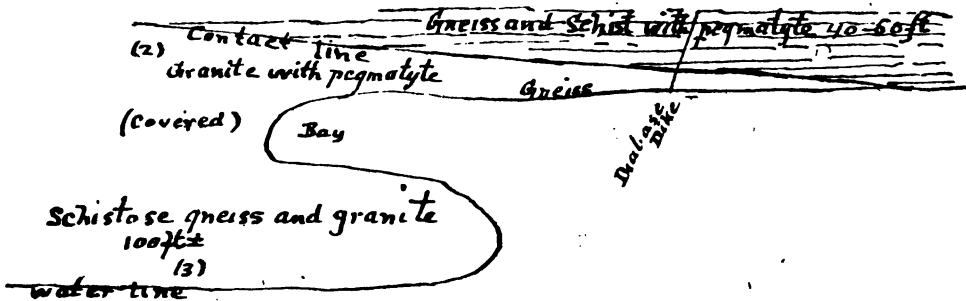 Gneiss and Schist with pegmatyte 40-60ft
(2) Contact line
Granite with pegmatyte
Gneiss
(Covered)
Bay
Diabase
Dike
Schistose gneiss and granite
100ft±
(3)
water line